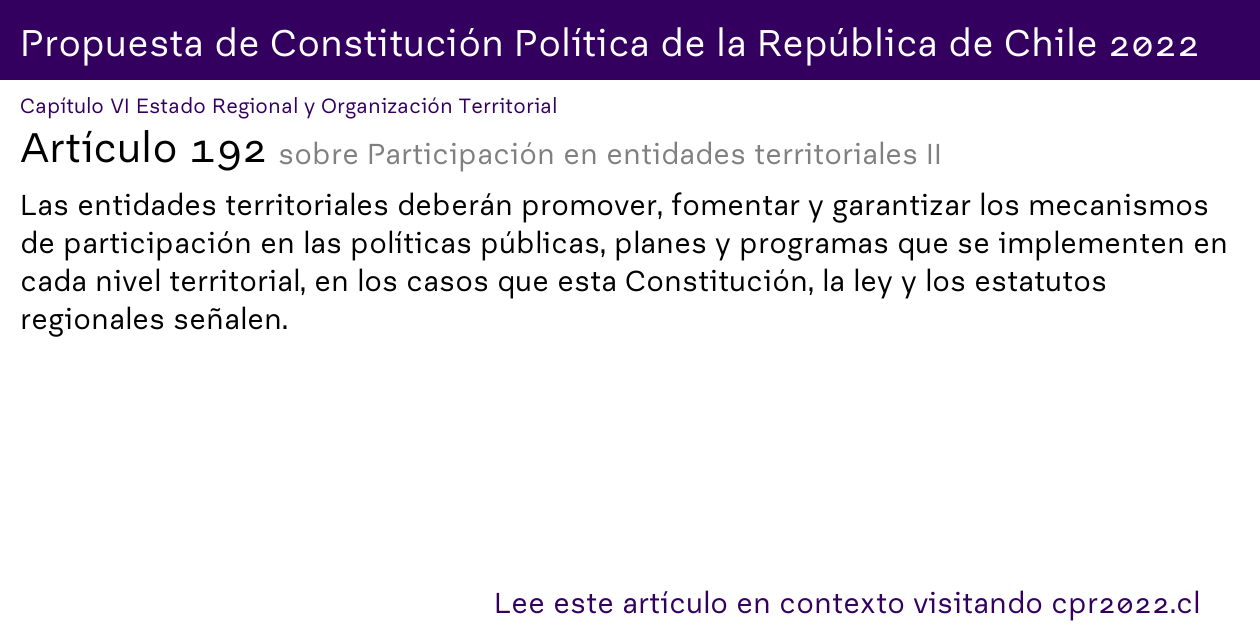 Propuesta de Constitución Política de la República de Chile 2022
Capítulo VI Estado Regional y Organización Territorial
Artículo 192 sobre Participación en entidades territoriales II
Las entidades territoriales deberán promover, fomentar y garantizar los mecanismos
de participación en las políticas públicas, planes y programas que se implementen en
cada nivel territorial, en los casos que esta Constitución, la ley y los estatutos
regionales señalen.
Lee este artículo en contexto visitando cpr2022.cl